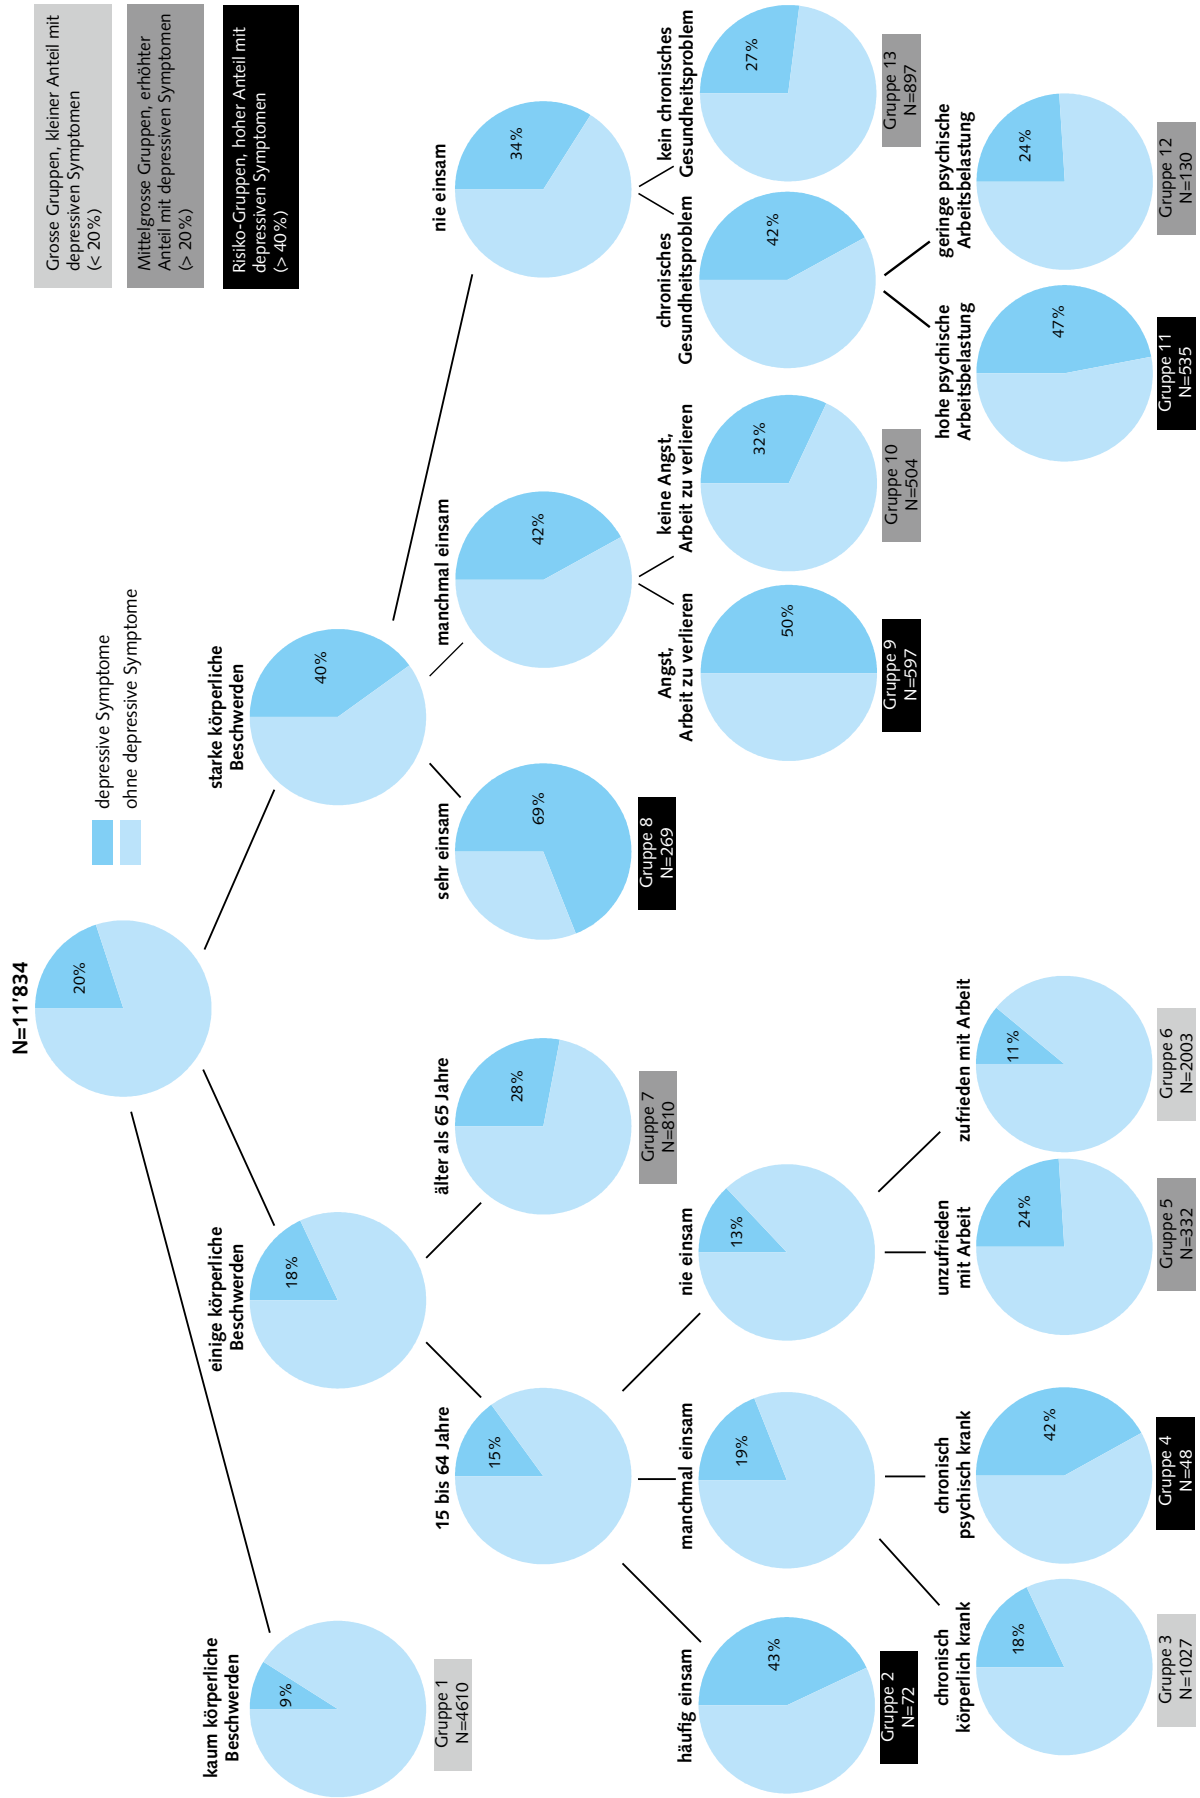 N=11'834
20%
depressive Symptome
ohne depressive Symptome
Grosse Gruppen, kleiner Anteil mit
depressiven Symptomen
(< 20%)
Mittelgrosse Gruppen, erhöhter
Anteil mit depressiven Symptomen
(> 20%)
Risiko-Gruppen, hoher Anteil mit
depressiven Symptomen
(> 40%)
kaum körperliche
Beschwerden
9%
Gruppe 1
N=4610
einige körperliche
Beschwerden
18%
starke körperliche
Beschwerden
40%
15 bis 64 Jahre
15%
älter als 65 Jahre
28%
Gruppe 7
N=810
sehr einsam
69%
Gruppe 8
N=269
manchmal einsam
42%
nie einsam
34%
häufig einsam
43%
Gruppe 2
N=72
manchmal einsam
19%
nie einsam
13%
Angst,
Arbeit zu verlieren
50%
Gruppe 9
N=597
keine Angst,
Arbeit zu verlieren
32%
Gruppe 10
N=504
chronisches
Gesundheitsproblem
42%
kein chronisches
Gesundheitsproblem
27%
Gruppe 13
N=897
chronisch
körperlich krank
18%
Gruppe 3
N=1027
chronisch
psychisch krank
42%
Gruppe 4
N=48
unzufrieden
mit Arbeit
24%
Gruppe 5
N=332
zufrieden mit Arbeit
11%
Gruppe 6
N=2003
hohe psychische
Arbeitsbelastung
47%
Gruppe 11
N=535
geringe psychische
Arbeitsbelastung
24%
Gruppe 12
N=130